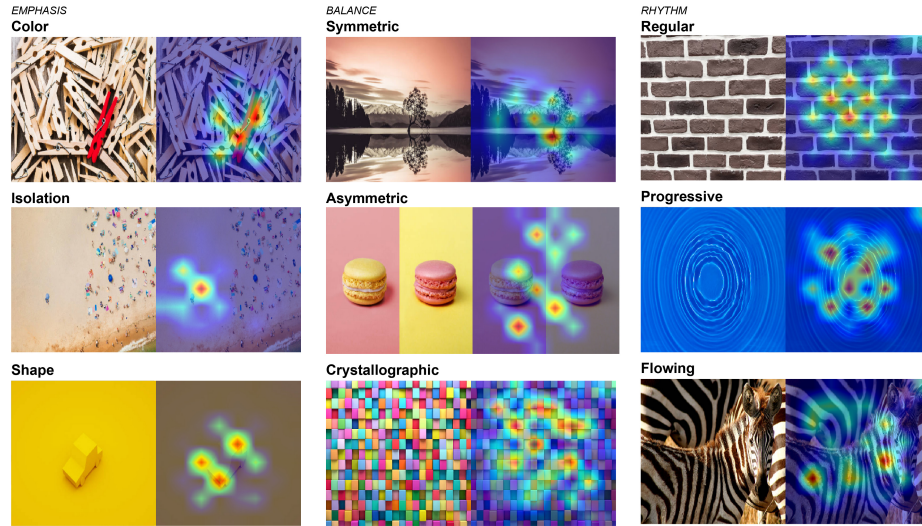 EMPHASIS
Color
Isolation
Shape
BALANCE
Symmetric
Asymmetric
Crystallographic
RHYTHM
Regular
Progressive
Flowing